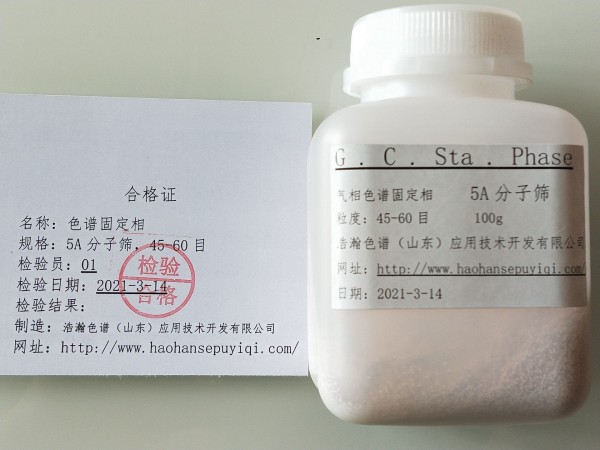 合格证
名称: 色谱固定相
规格: 5A分子筛, 45-60目
检验员: 01
检验日期: 2021-3-14
检验结果:
制造: 浩瀚色谱（山东）应用技术开发有限公司
网址: http://www.haohansepuyiqi.com/
检验
合格
G . C . Sta . Phase
气相色谱固定相 5A分子筛
粒度: 45-60目 100g
浩瀚色谱（山东）应用技术开发有限公
网址: http://www.haohansepuyiqi.com/
日期: 2021-3-14